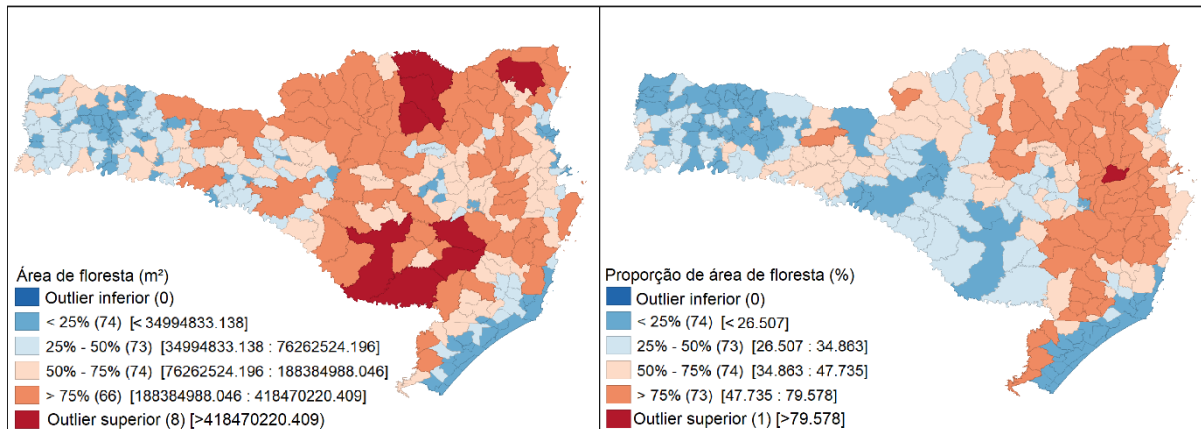 Área de floresta (m²)
Outlier inferior (0)
< 25% (74) [< 34994833.138]
25% - 50% (73) [34994833.138 : 76262524.196]
50% - 75% (74) [76262524.196 : 188384988.046]
> 75% (66) [188384988.046 : 418470220.409]
Outlier superior (8) [>418470220.409]
Proporção de área de floresta (%)
Outlier inferior (0)
< 25% (74) [< 26.507]
25% - 50% (73) [26.507 : 34.863]
50% - 75% (74) [34.863 : 47.735]
> 75% (73) [47.735 : 79.578]
Outlier superior (1) [>79.578]